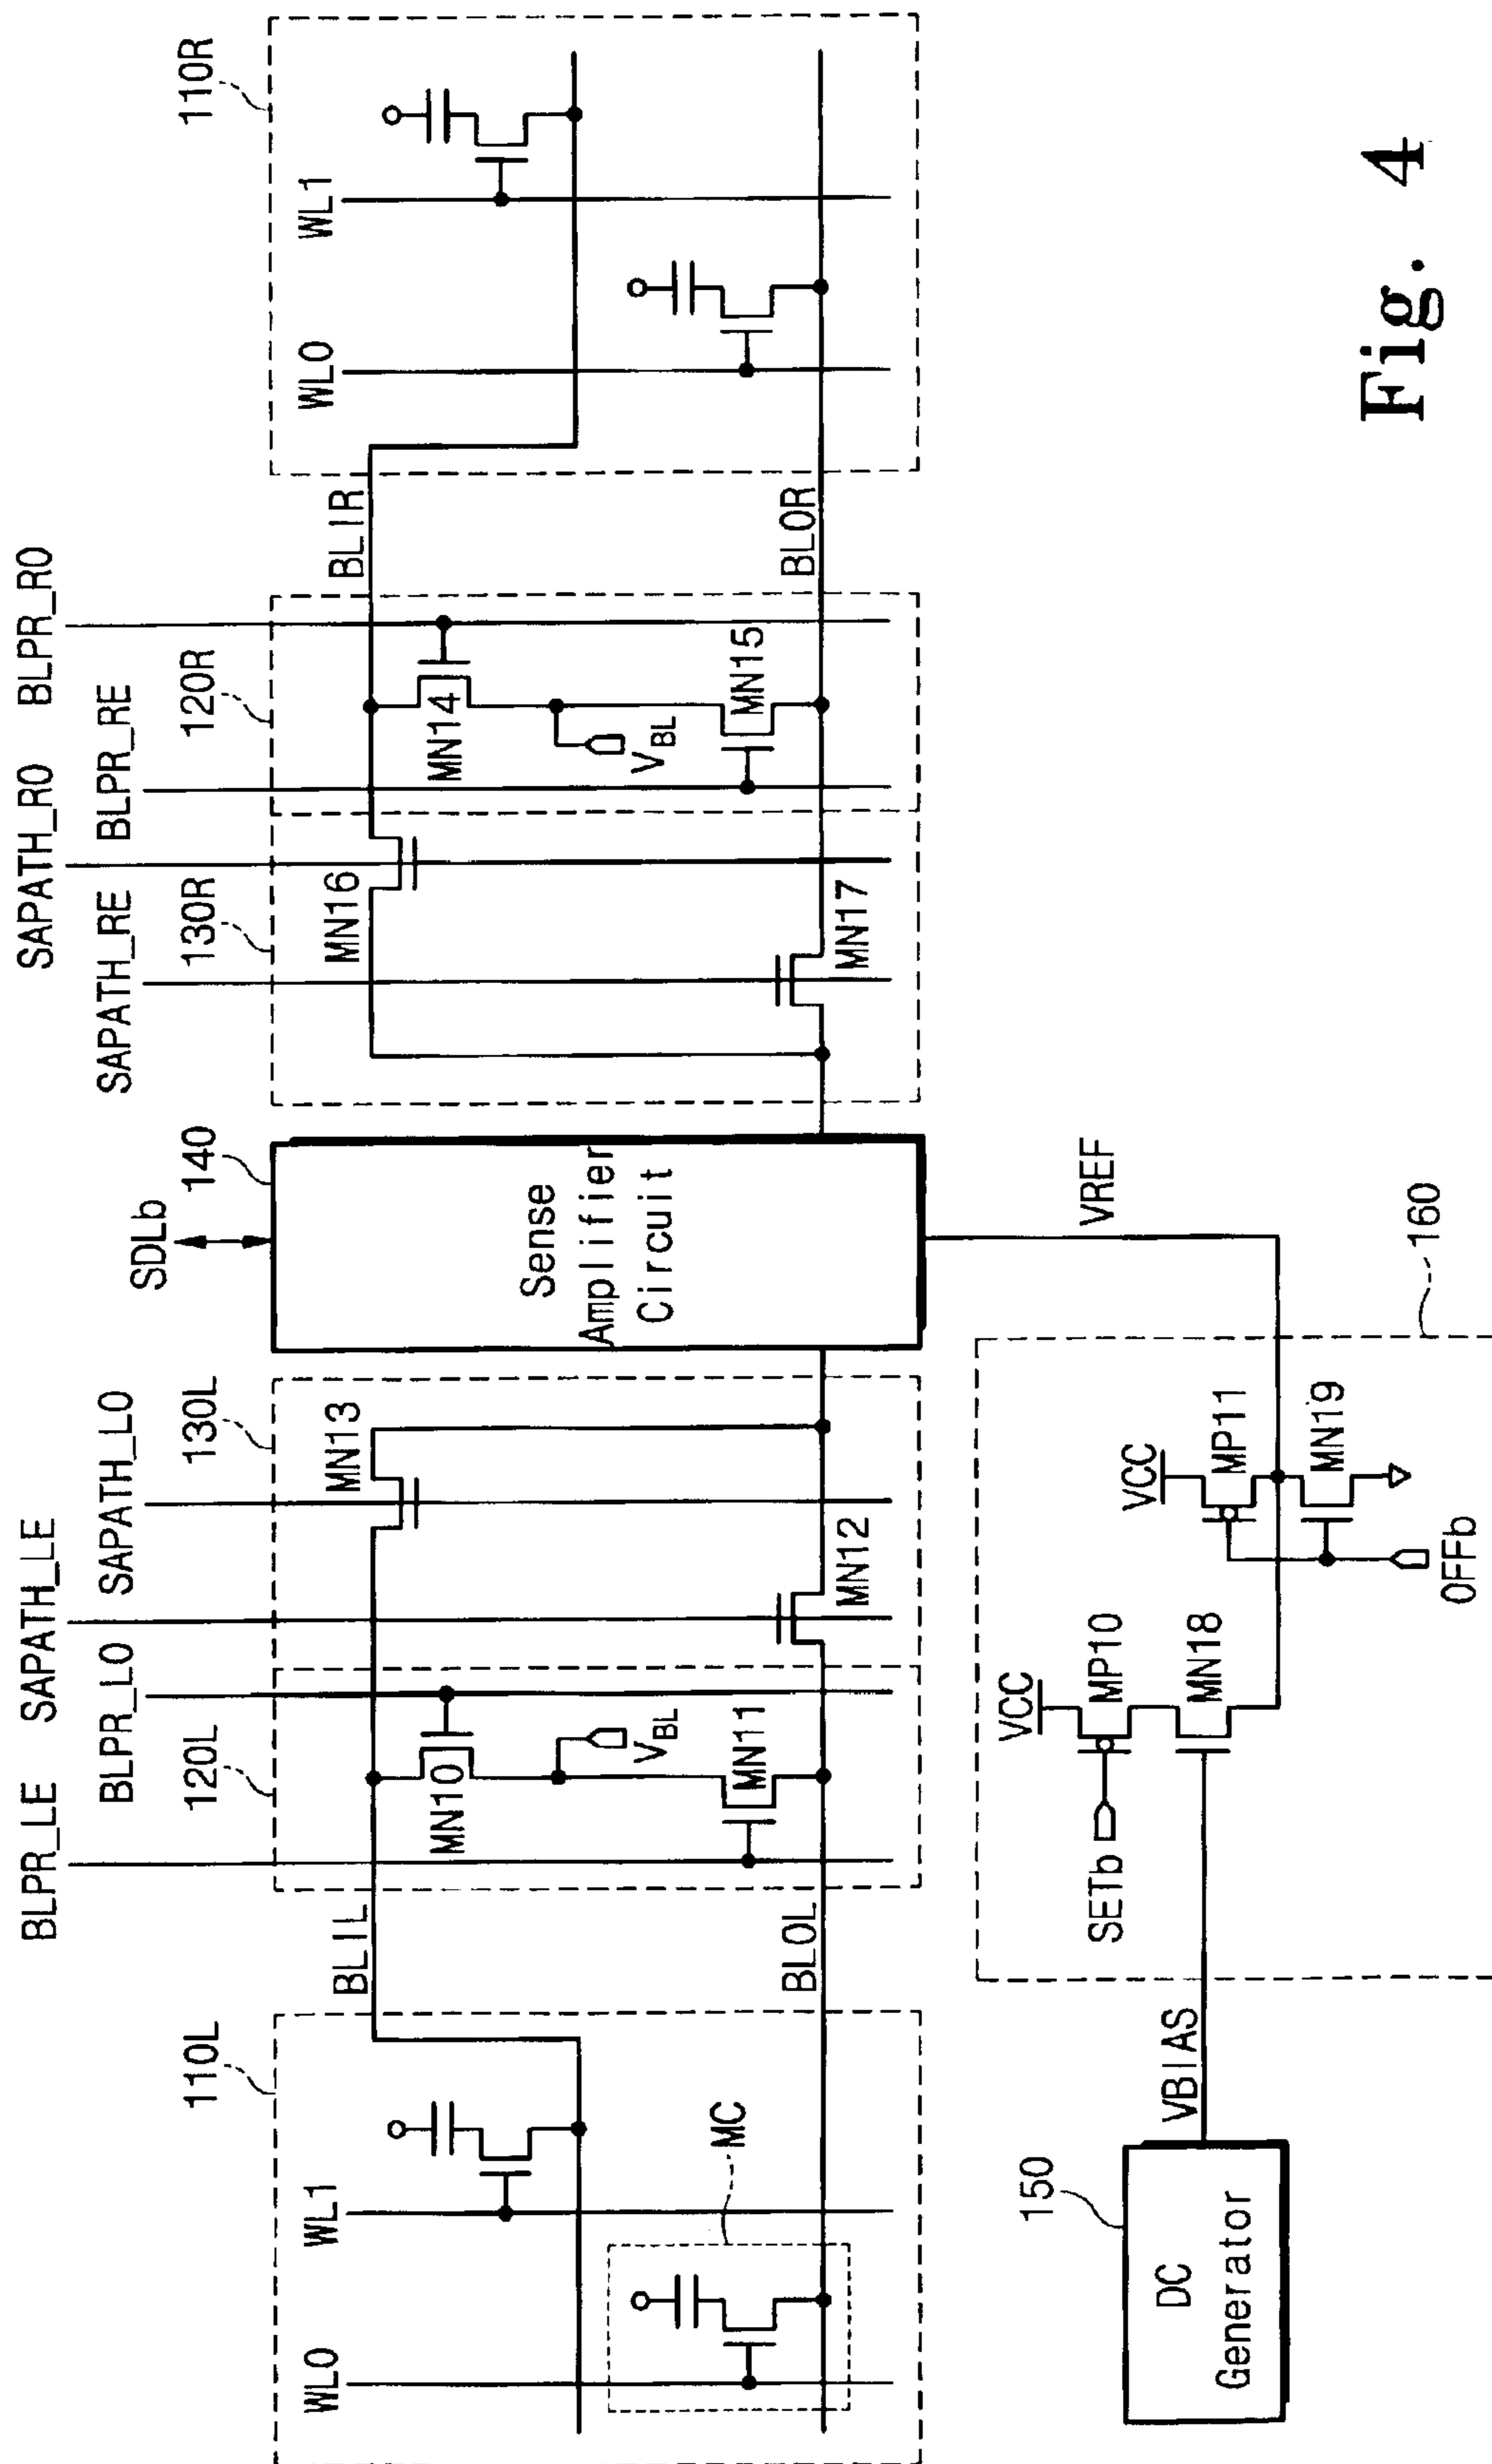 BLPR_LE SAPATH_LE SAPATH_RO BLPR_RO
BLPR_LO SAPATH_LO SDLb SAPATH_RE BLPR_RE
110L 120L 130L 140 130R 120R 110R
WL0 WL1 BL1L MN13 MN16 BL1R WL0 WL1
MN10 MN14
Sense
Amplifier
Circuit
VBL VBL
MC MN11 MN15
BL0L MN12 MN17 BL0R
150
DC
Generator
VBIAS
VCC VCC
SETb MP10 MP11
MN18 MN19
OFFb
VREF
160
Fig. 4